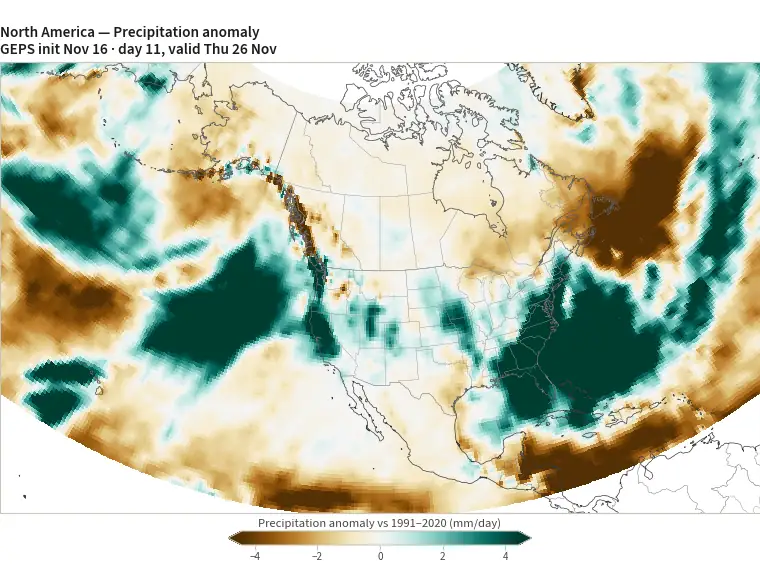 North America — Precipitation anomaly
GEPS init Nov 16 · day 11, valid Thu 26 Nov
Precipitation anomaly vs 1991–2020 (mm/day)
−4 −2 0 2 4